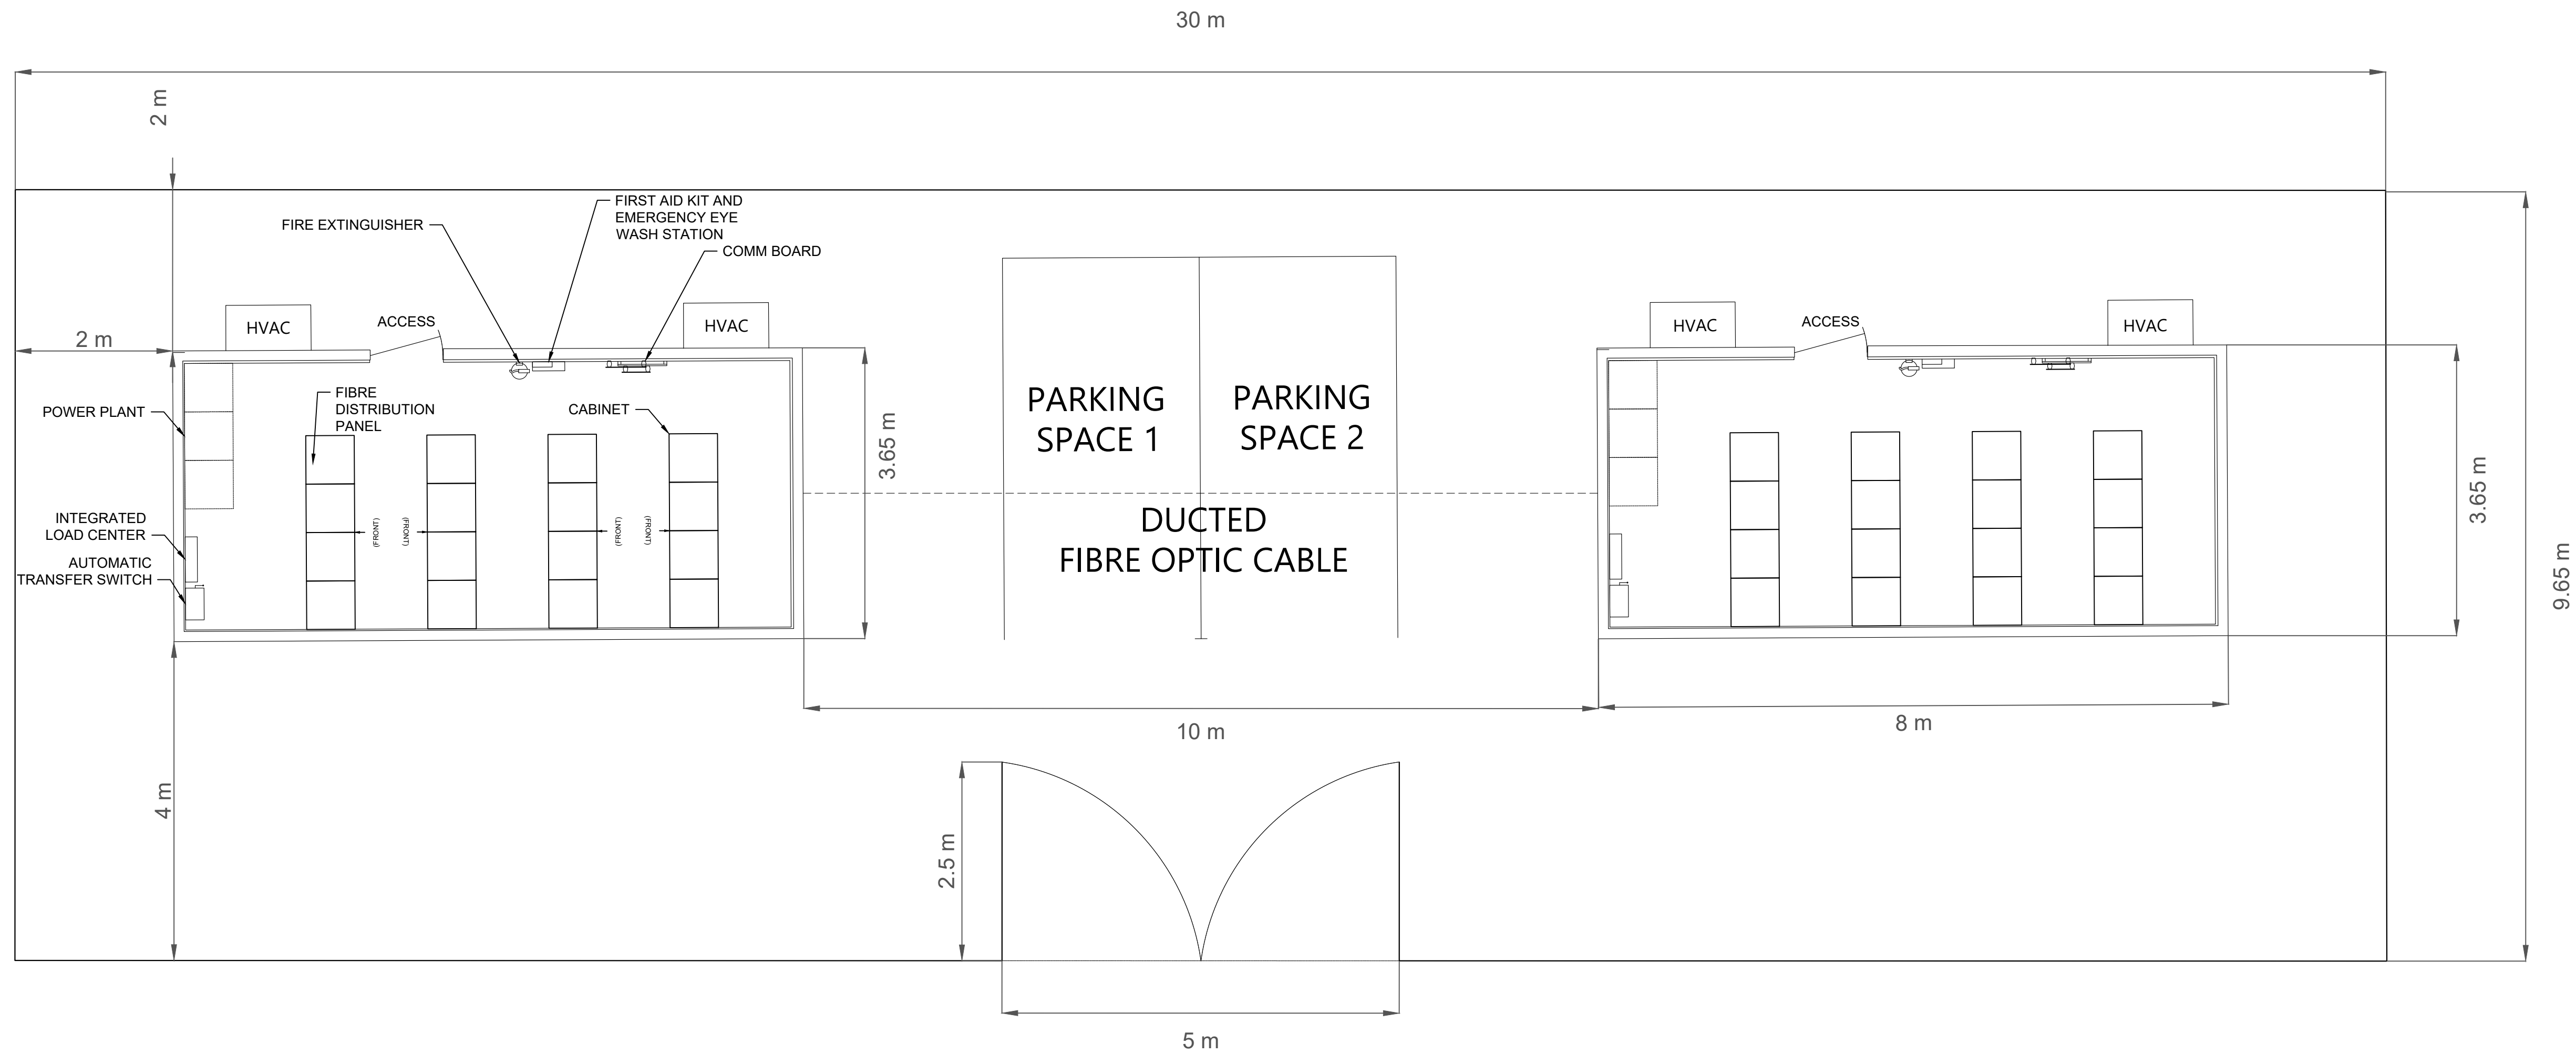 30 m
2 m
FIRST AID KIT AND
EMERGENCY EYE
WASH STATION
FIRE EXTINGUISHER
COMM BOARD
HVAC
ACCESS
HVAC
HVAC
ACCESS
HVAC
2 m
POWER PLANT
FIBRE
DISTRIBUTION
PANEL
CABINET
3.65 m
PARKING
SPACE 1
PARKING
SPACE 2
3.65 m
INTEGRATED
LOAD CENTER
(FRONT)
(FRONT)
(FRONT)
(FRONT)
DUCTED
FIBRE OPTIC CABLE
AUTOMATIC
TRANSFER SWITCH
9.65 m
10 m
8 m
4 m
2.5 m
5 m